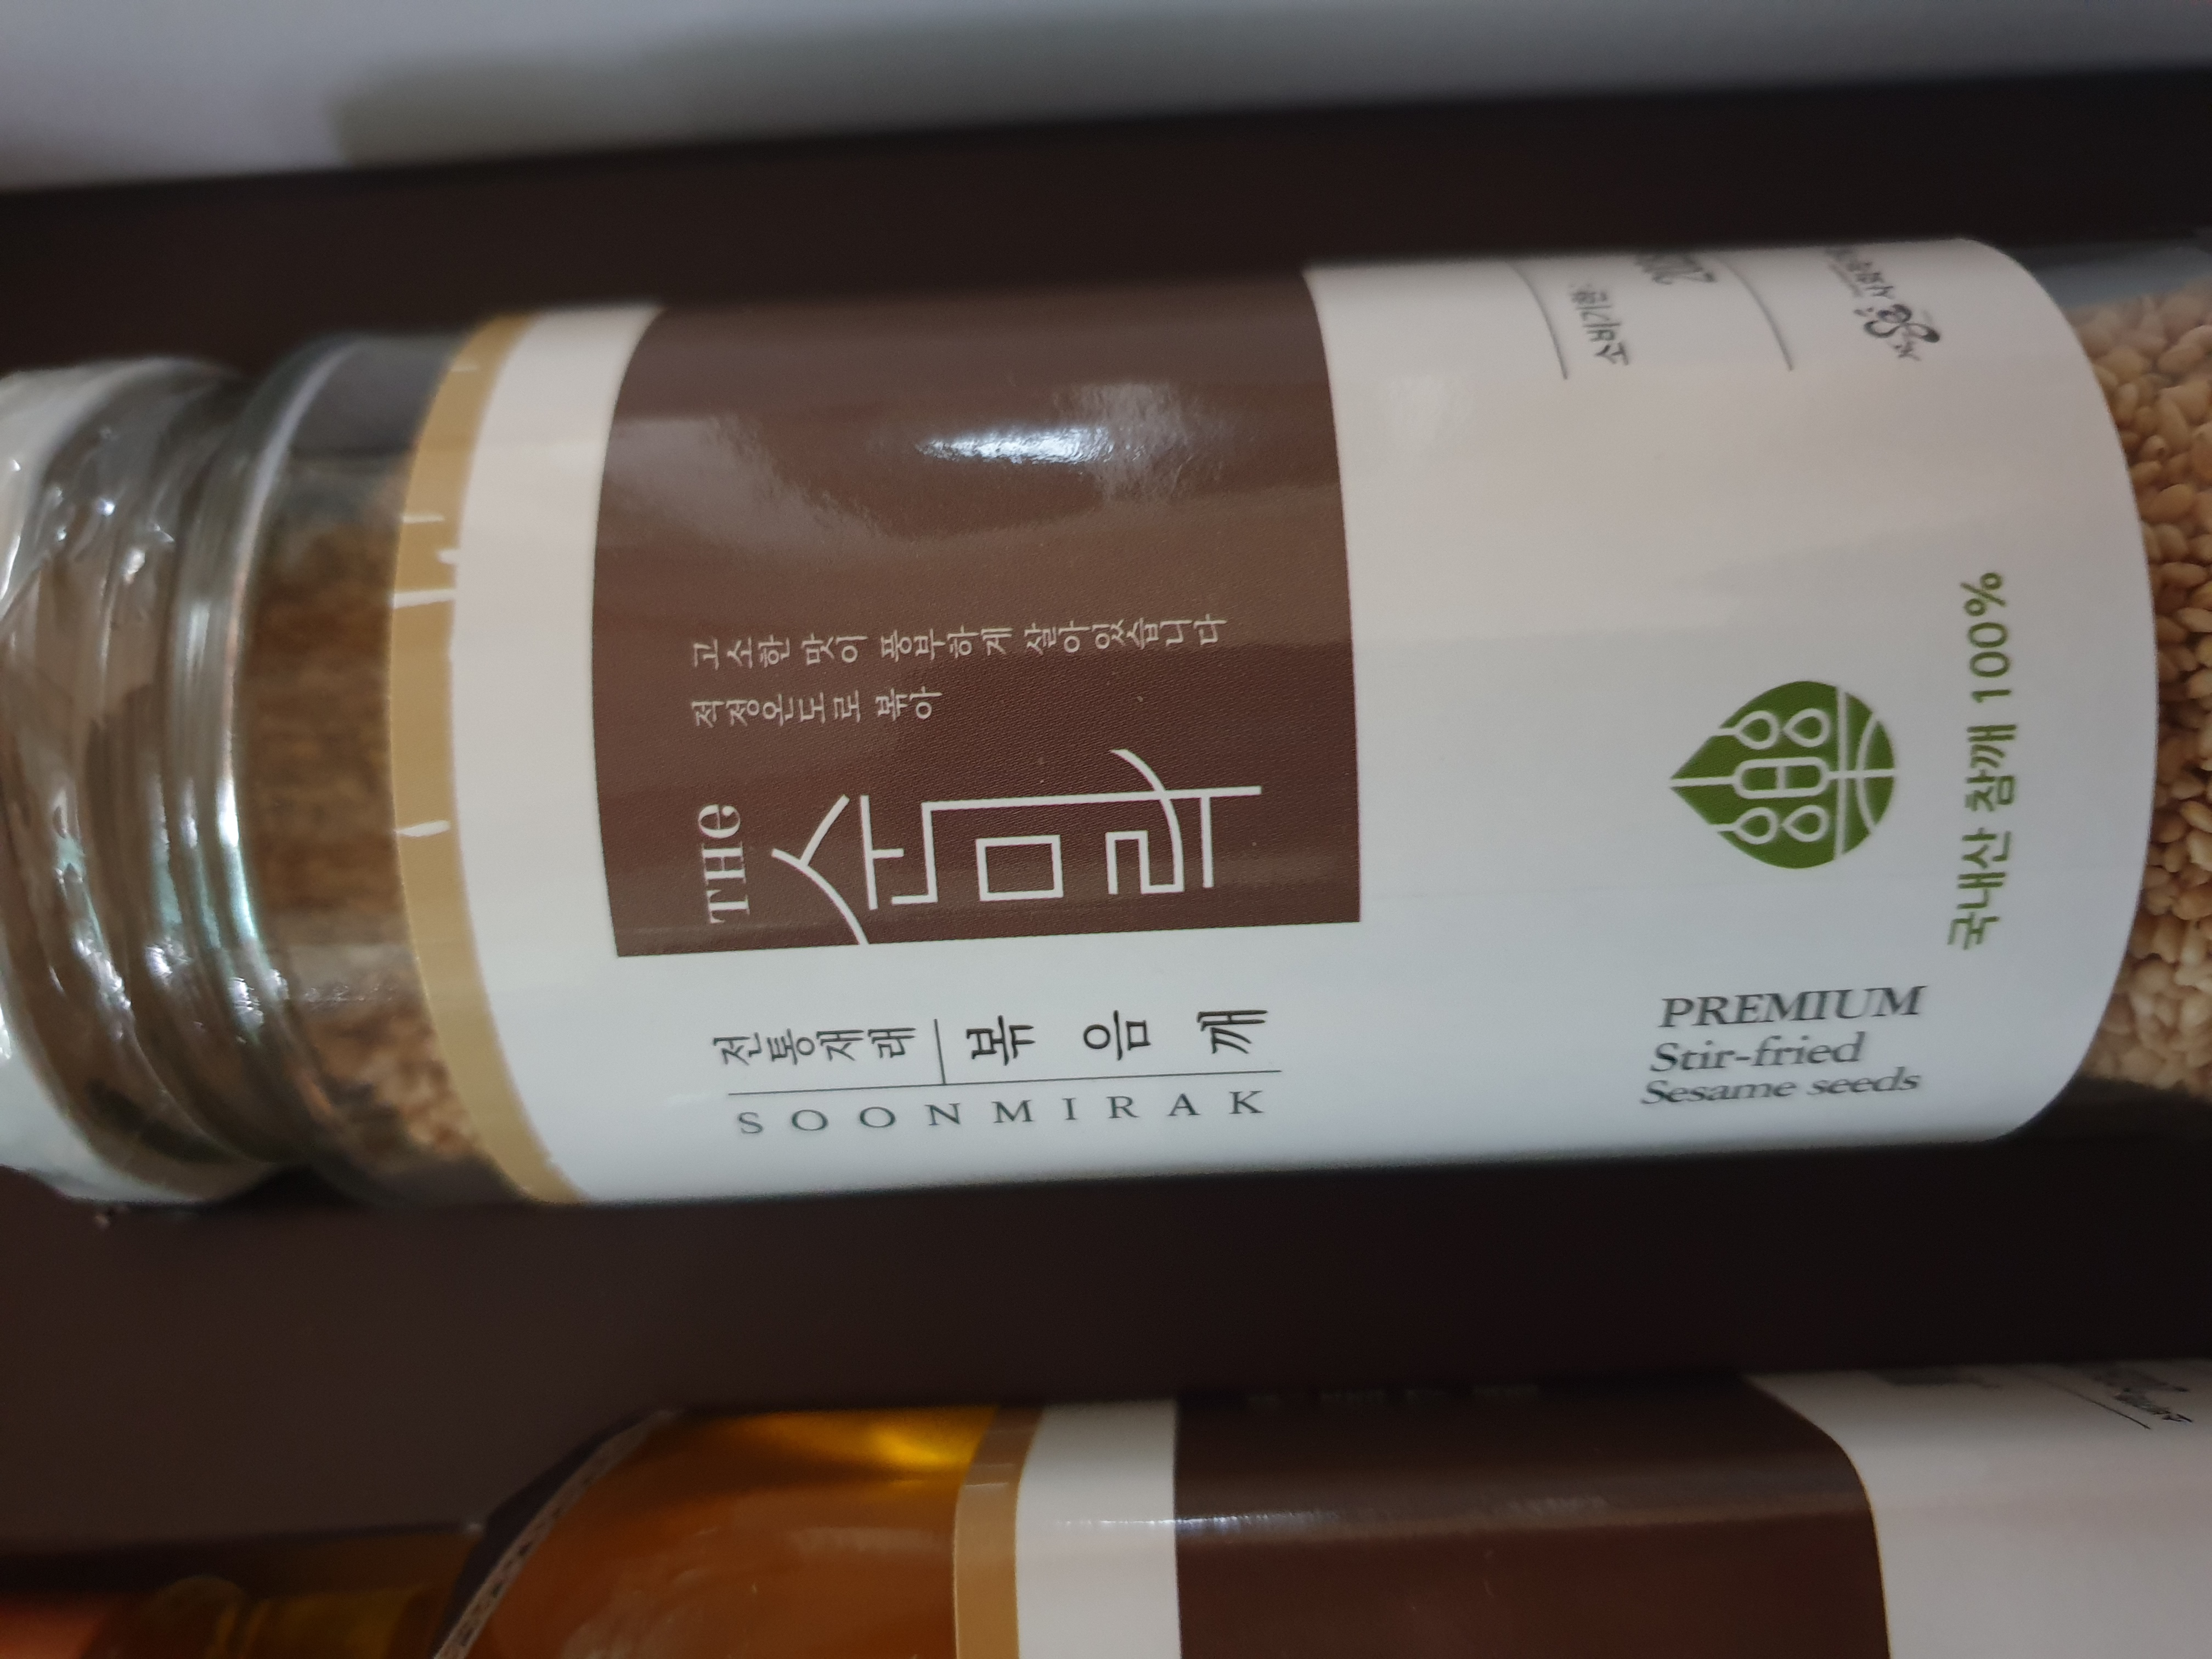 THE
순미락
적정온도로 볶아
고소한 맛이 풍부하게 살아있습니다
전통재래 볶음깨
SOONMIRAK
소비기한:
PREMIUM
Stir-fried
Sesame seeds
국내산 참깨 100%